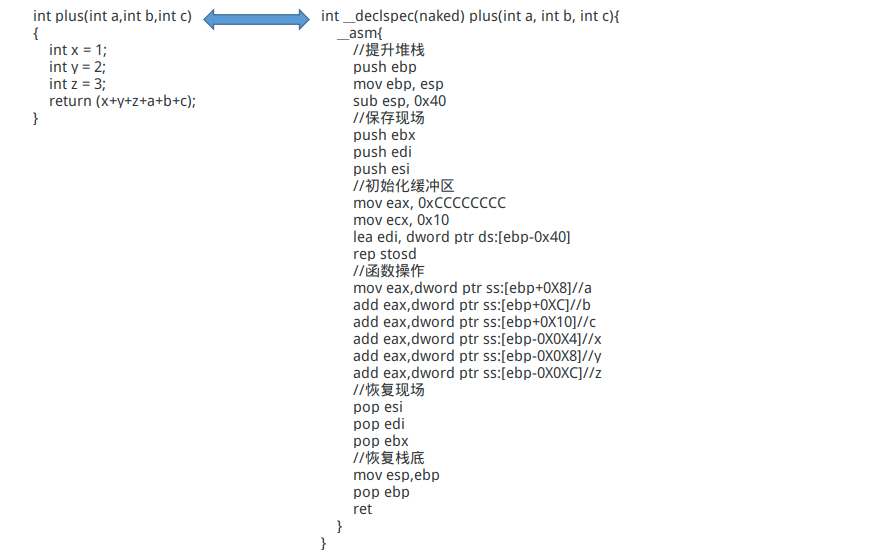 int plus(int a,int b,int c)
{
int x = 1;
int y = 2;
int z = 3;
return (x+y+z+a+b+c);
}
int __declspec(naked) plus(int a, int b, int c){
__asm{
//提升堆栈
push ebp
mov ebp, esp
sub esp, 0x40
//保存现场
push ebx
push edi
push esi
//初始化缓冲区
mov eax, 0xCCCCCCCC
mov ecx, 0x10
lea edi, dword ptr ds:[ebp-0x40]
rep stosd
//函数操作
mov eax,dword ptr ss:[ebp+0X8]//a
add eax,dword ptr ss:[ebp+0XC]//b
add eax,dword ptr ss:[ebp+0X10]//c
add eax,dword ptr ss:[ebp-0X0X4]//x
add eax,dword ptr ss:[ebp-0X0X8]//y
add eax,dword ptr ss:[ebp-0X0XC]//z
//恢复现场
pop esi
pop edi
pop ebx
//恢复栈底
mov esp,ebp
pop ebp
ret
}
}